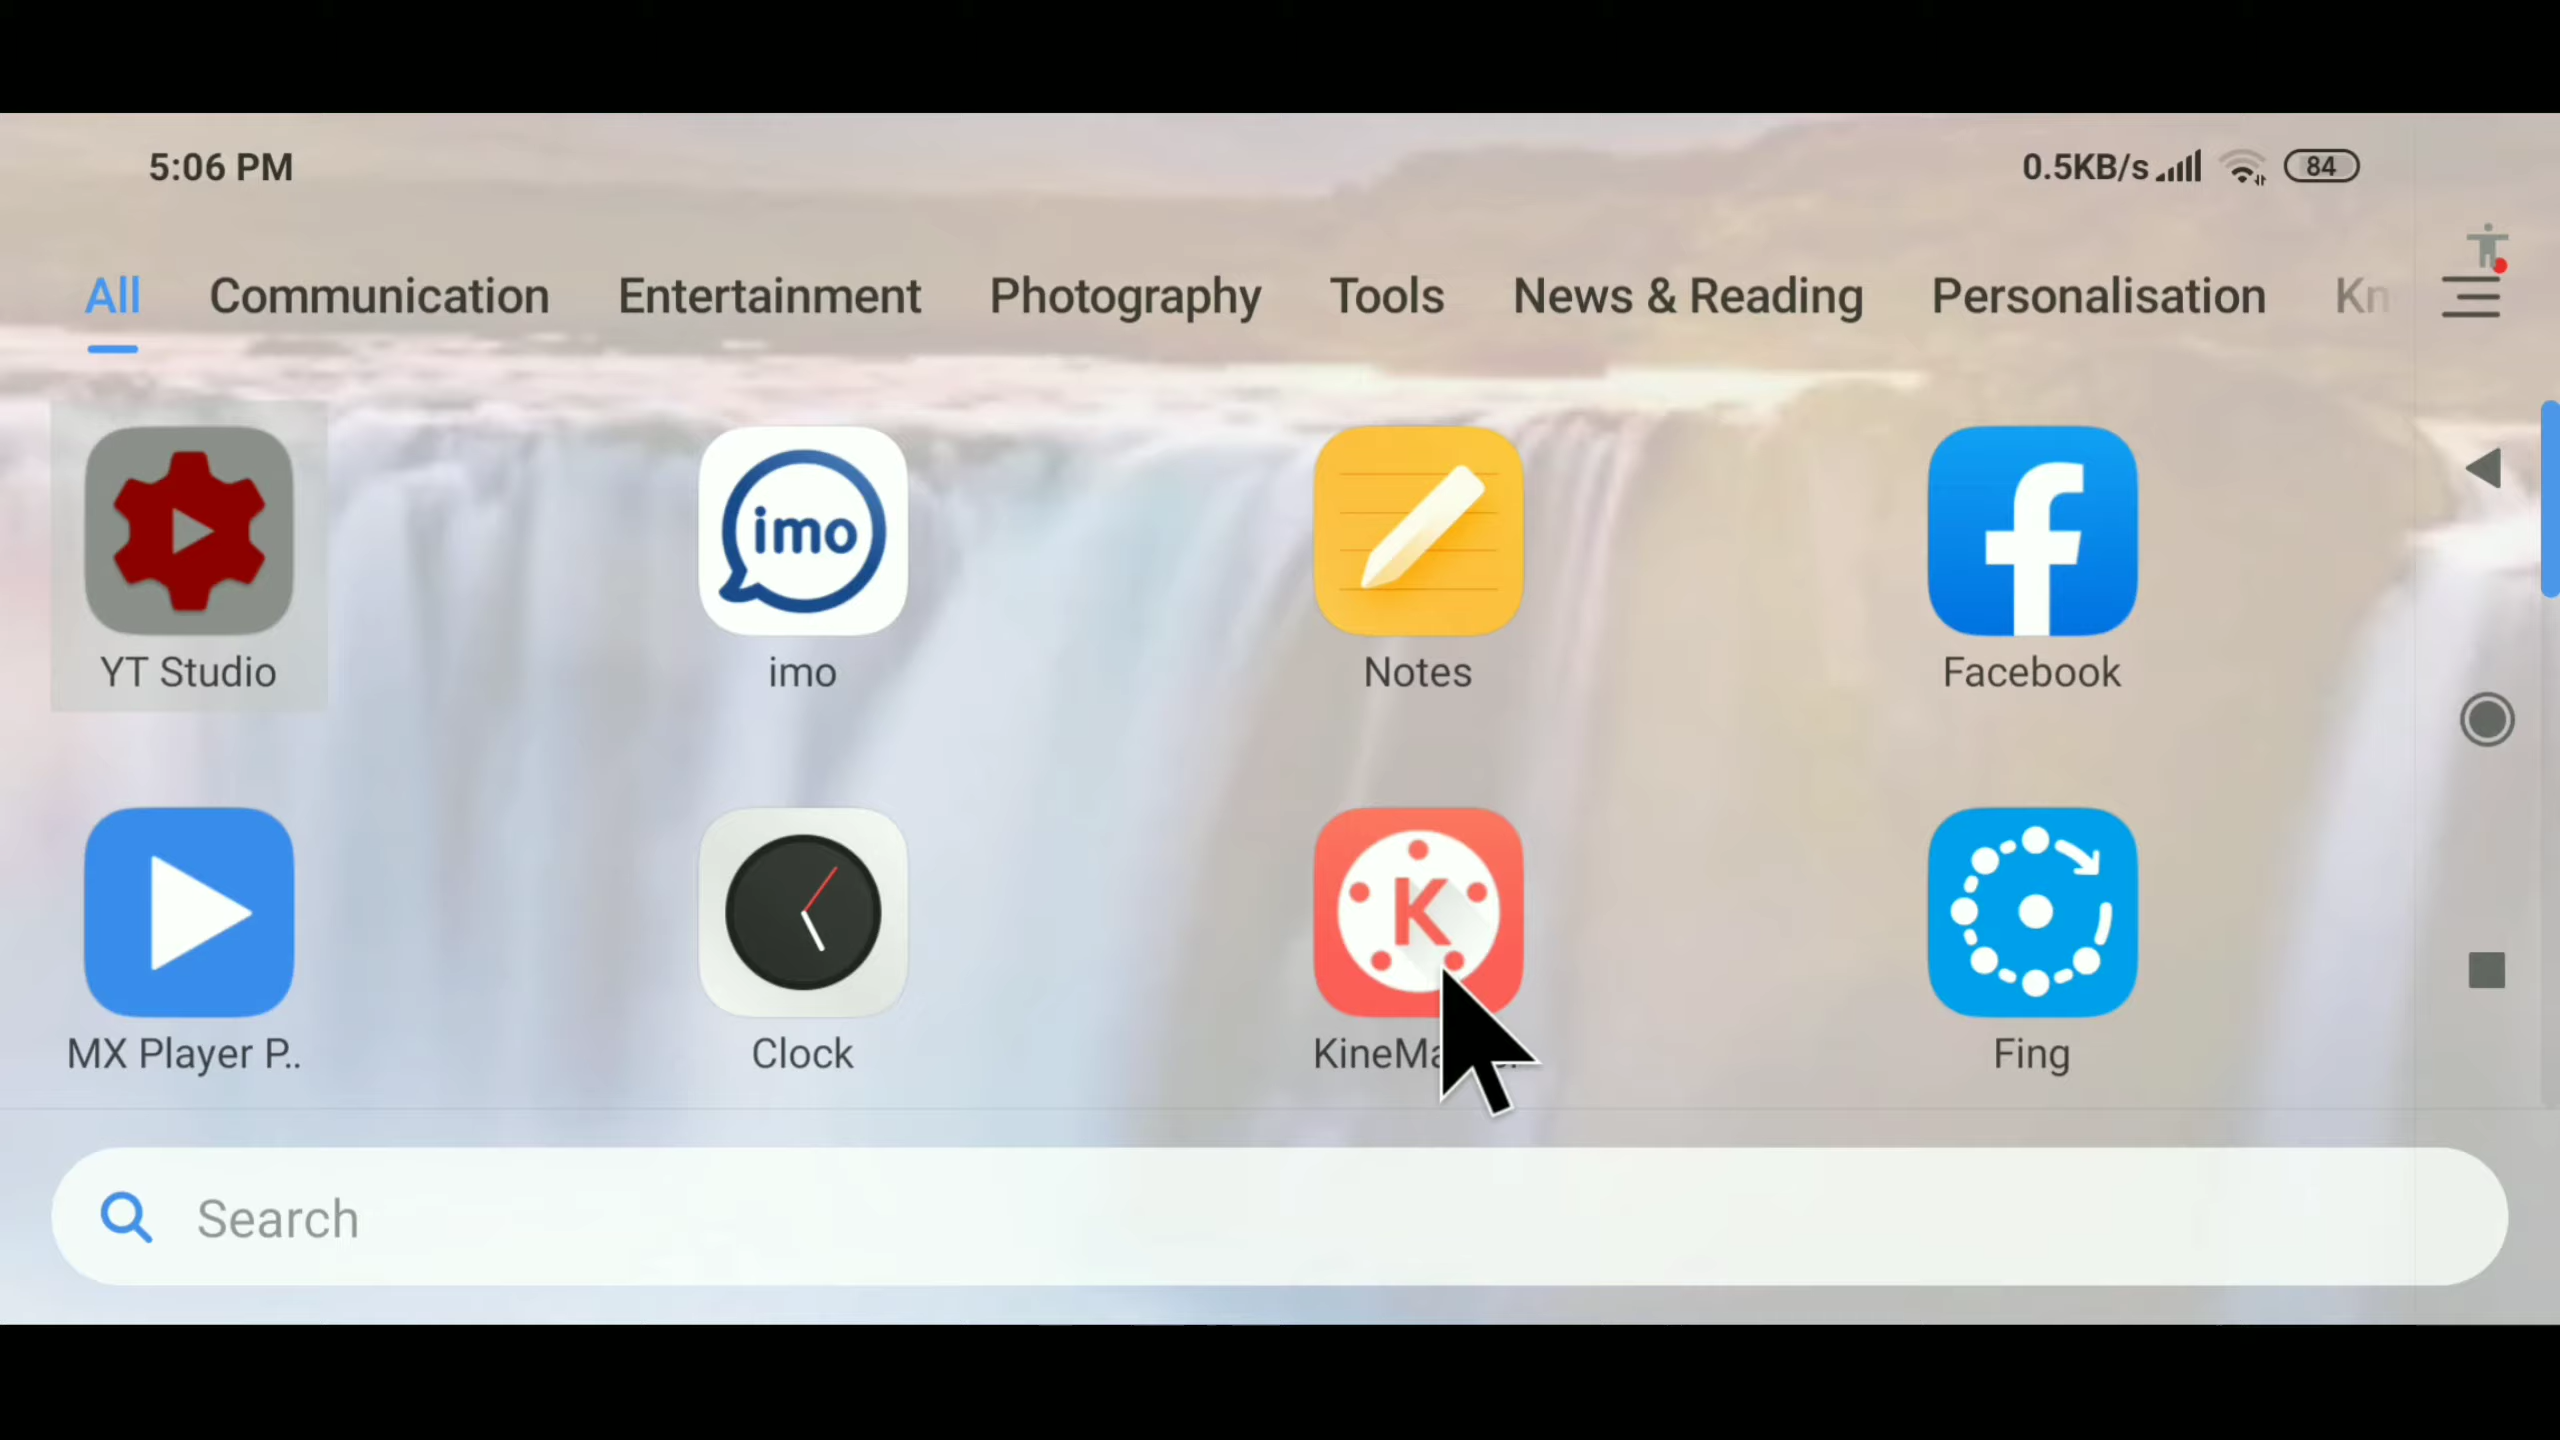 5:06 PM 0.5KB/s 84
All Communication Entertainment Photography Tools News & Reading Personalisation Kn
imo
YT Studio imo Notes Facebook
K
MX Player P.. Clock Fing
Search